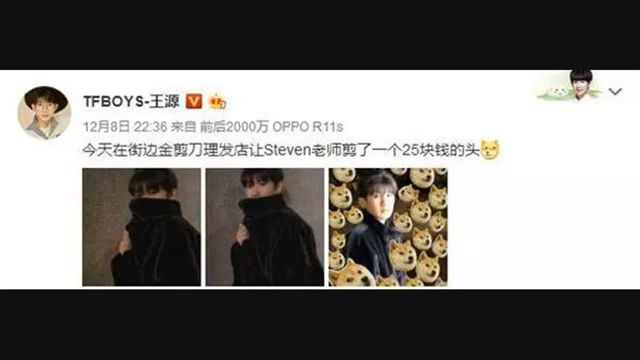 TFBOYS-王源
12月8日 22:36 来自 前后2000万 OPPO R11s
今天在街边金剪刀理发店让Steven老师剪了一个25块钱的头